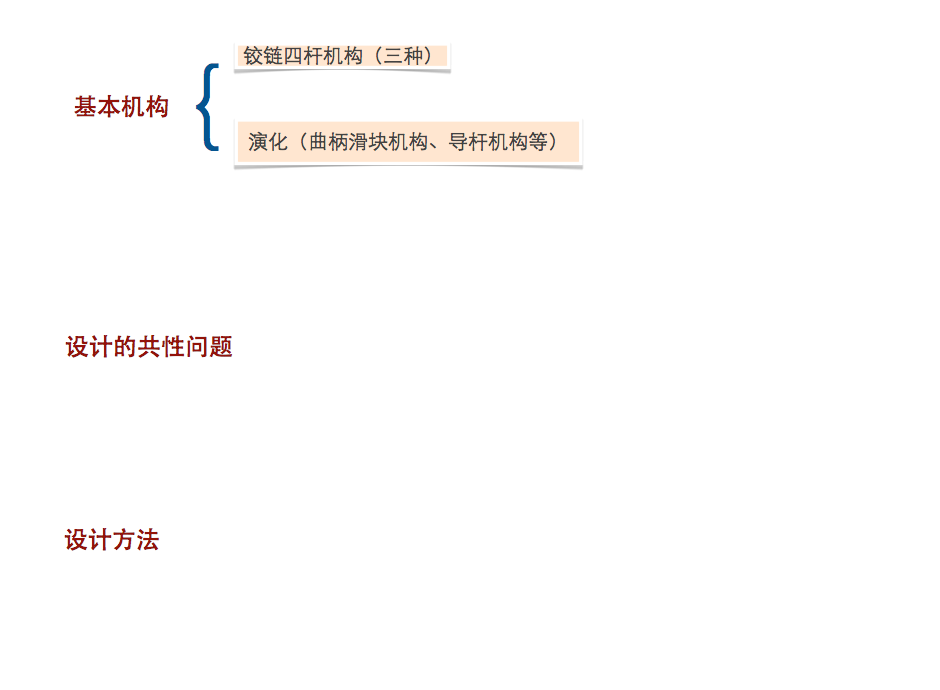 铰链四杆机构（三种）
基本机构
演化（曲柄滑块机构、导杆机构等）
设计的共性问题
设计方法